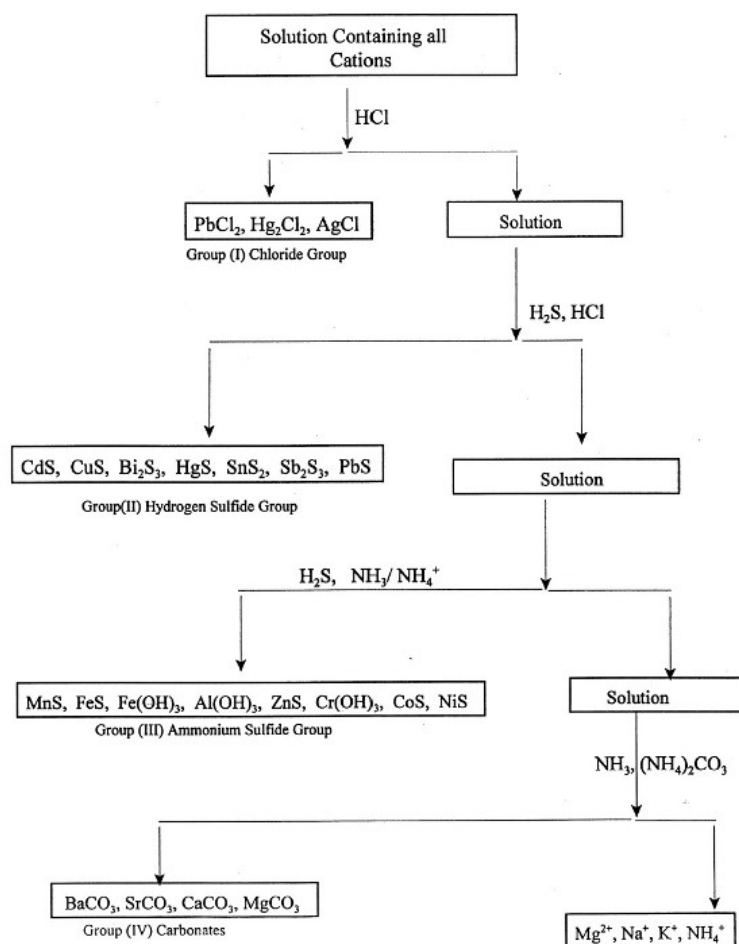 Solution Containing all
Cations
HCl
PbCl₂, Hg₂Cl₂, AgCl
Solution
Group (I) Chloride Group
H₂S, HCl
CdS, CuS, Bi₂S₃, HgS, SnS₂, Sb₂S₃, PbS
Solution
Group(II) Hydrogen Sulfide Group
H₂S, NH₃/ NH₄⁺
MnS, FeS, Fe(OH)₃, Al(OH)₃, ZnS, Cr(OH)₃, CoS, NiS
Solution
Group (III) Ammonium Sulfide Group
NH₃, (NH₄)₂CO₃
BaCO₃, SrCO₃, CaCO₃, MgCO₃
Group (IV) Carbonates
Mg²⁺, Na⁺, K⁺, NH₄⁺